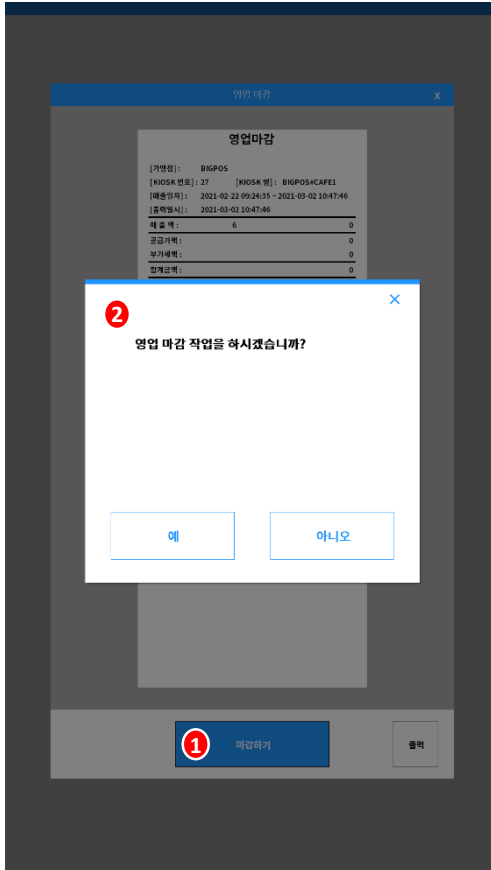 영업 마감 x
영업마감
[가맹점] : BIGPOS
[KIOSK 번호] : 27 [KIOSK 명] : BIGPOS#CAFE1
[매출일자] : 2021-02-22 09:24:35 ~ 2021-03-02 10:47:46
[출력일시] : 2021-03-02 10:47:46
매 출 액 : 6 0
공급가액 : 0
부가세액 : 0
합계금액 : 0
2
영업 마감 작업을 하시겠습니까?
예 아니오
1 마감하기 출력